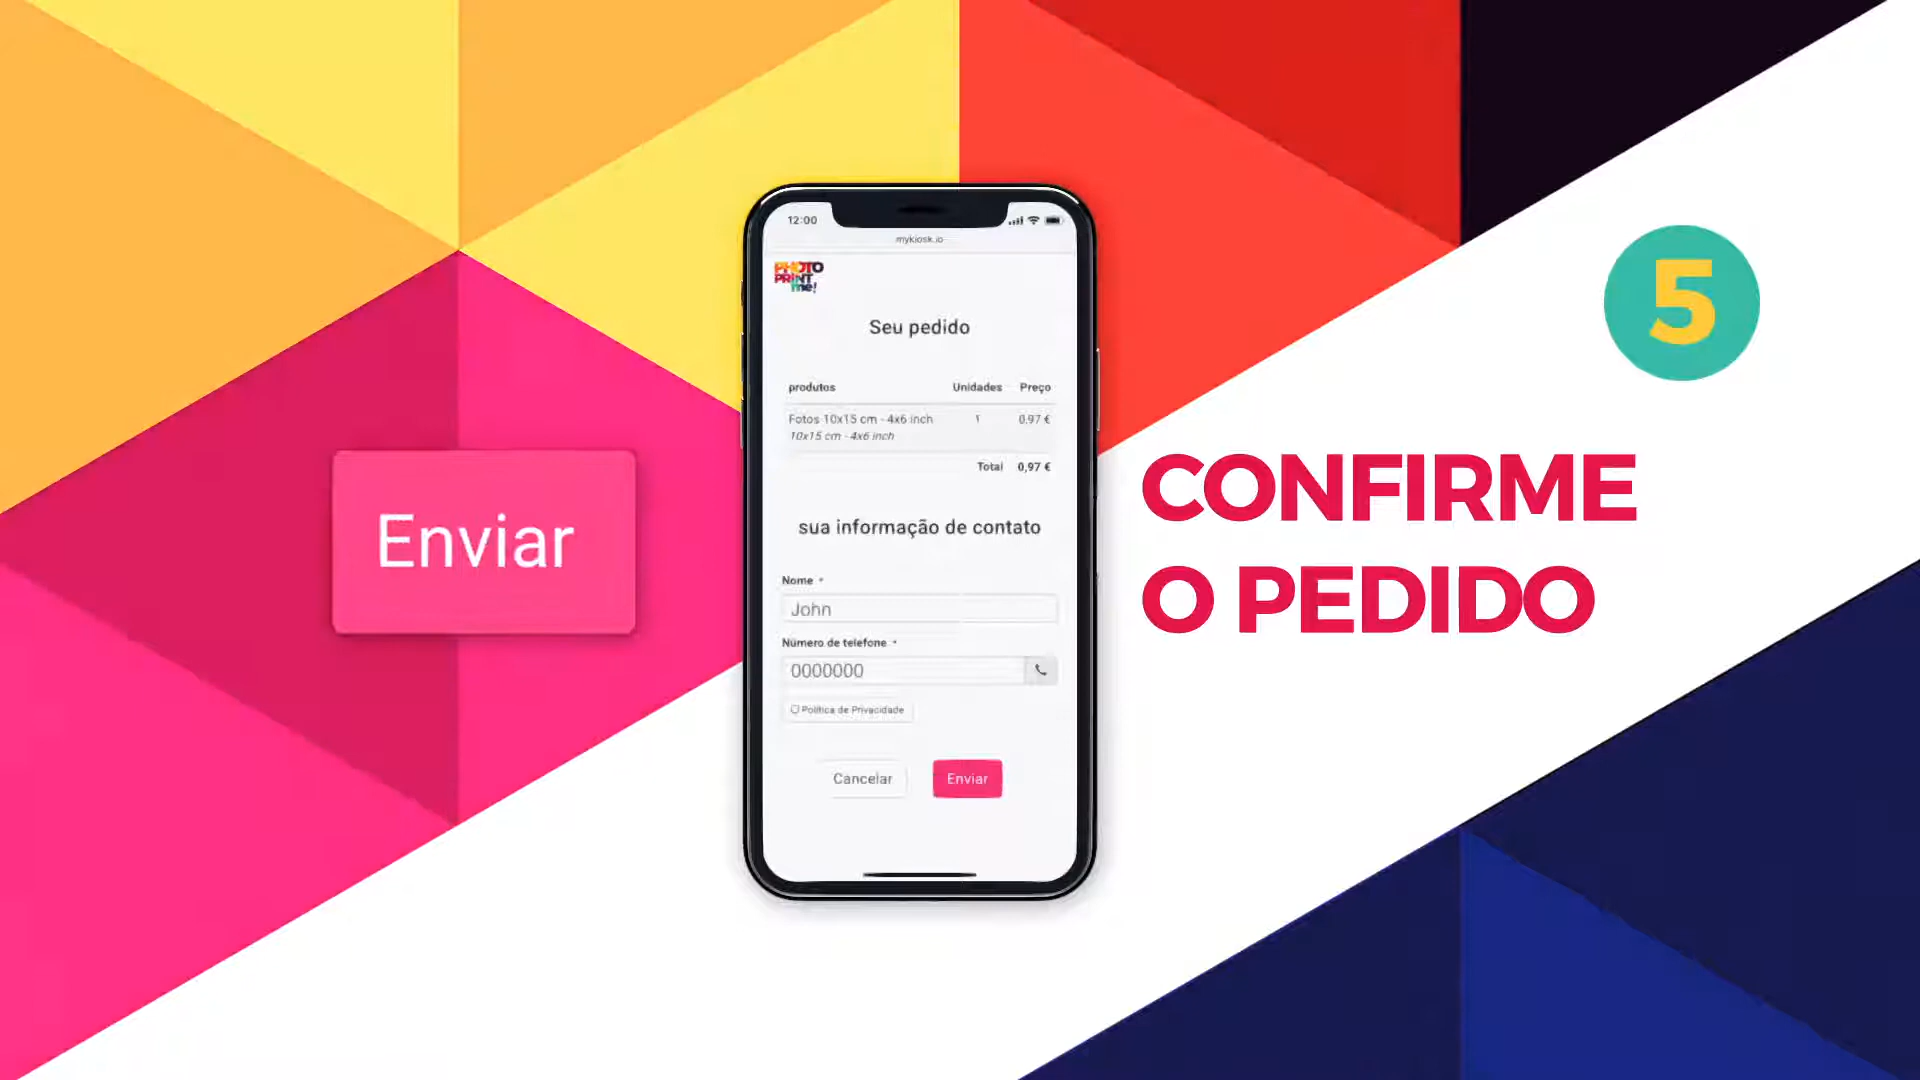 5
CONFIRME
O PEDIDO
Enviar
12:00
mykiosk.io
PHOTO
PRINT
me!
Seu pedido
produtos Unidades Preço
Fotos 10x15 cm - 4x6 inch 1 0,97 €
10x15 cm - 4x6 inch
Total 0,97 €
sua informação de contato
Nome *
John
Número de telefone *
0000000
Política de Privacidade
Cancelar Enviar